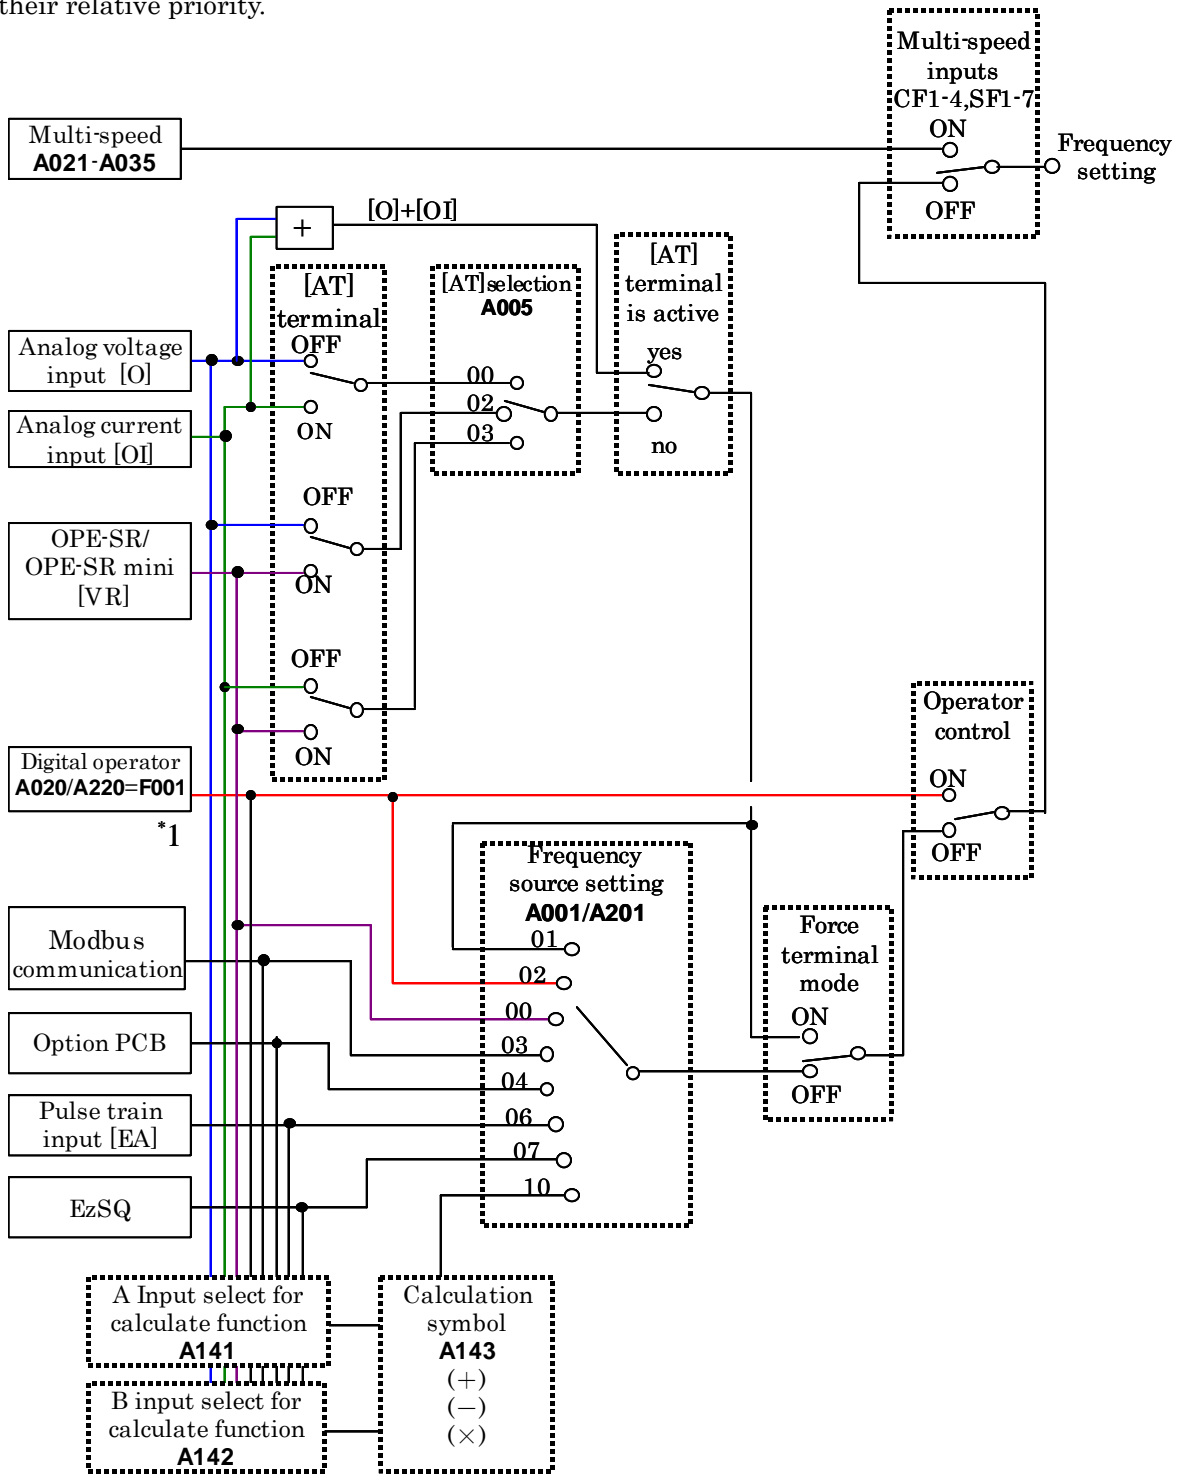 their relative priority.
Multi-speed
inputs
CF1-4,SF1-7
ON
OFF
Frequency
setting
Multi-speed
A021-A035
+
[O]+[OI]
[AT]
terminal
is active
yes
no
[AT]
terminal
OFF
ON
OFF
ON
OFF
ON
[AT]selection
A005
00
02
03
Analog voltage
input [O]
Analog current
input [OI]
OPE-SR/
OPE-SR mini
[VR]
Digital operator
A020/A220=F001
*1
Operator
control
ON
OFF
Frequency
source setting
A001/A201
01
02
00
03
04
06
07
10
Force
terminal
mode
ON
OFF
Modbus
communication
Option PCB
Pulse train
input [EA]
EzSQ
A Input select for
calculate function
A141
B input select for
calculate function
A142
Calculation
symbol
A143
(+)
(−)
(×)